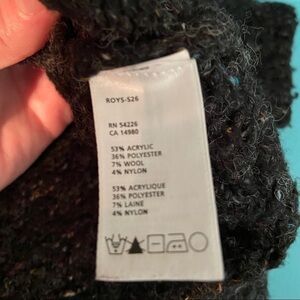 ROYS-S26
RN 54226
CA 14980
53% ACRYLIC
36% POLYESTER
7% WOOL
4% NYLON
53% ACRYLIQUE
36% POLYESTER
7% LAINE
4% NYLON